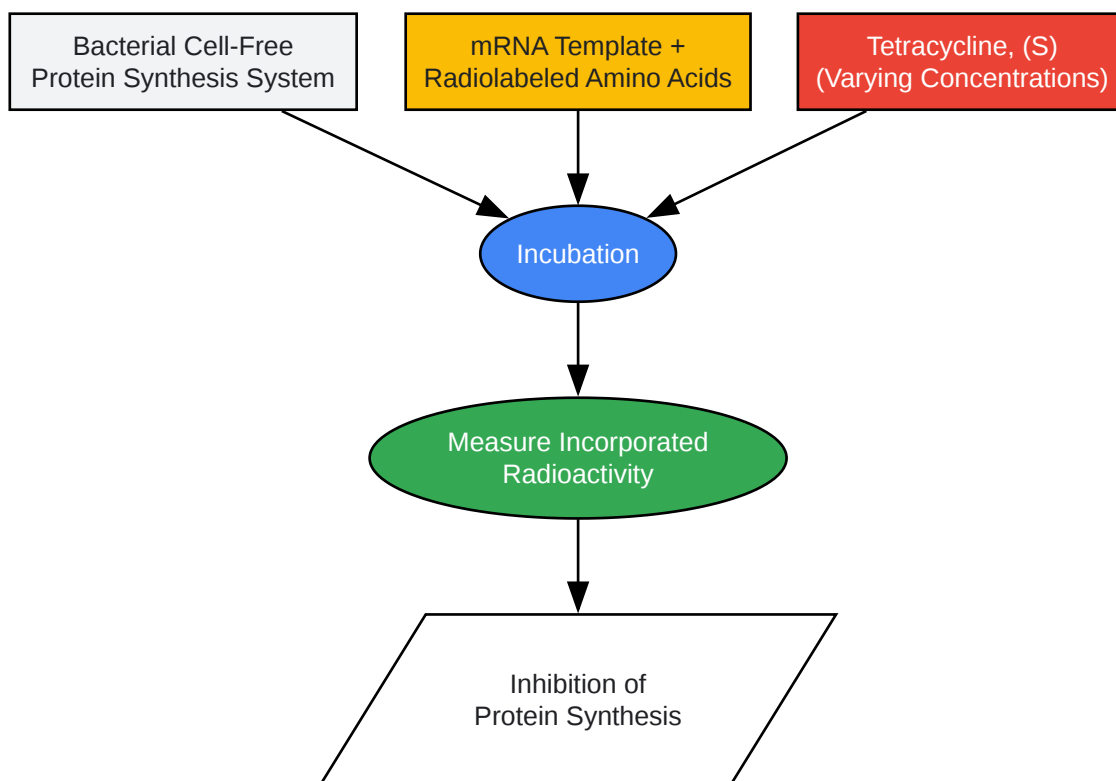 Bacterial Cell-Free
Protein Synthesis System
mRNA Template +
Radiolabeled Amino Acids
Tetracycline, (S)
(Varying Concentrations)
Incubation
Measure Incorporated
Radioactivity
Inhibition of
Protein Synthesis